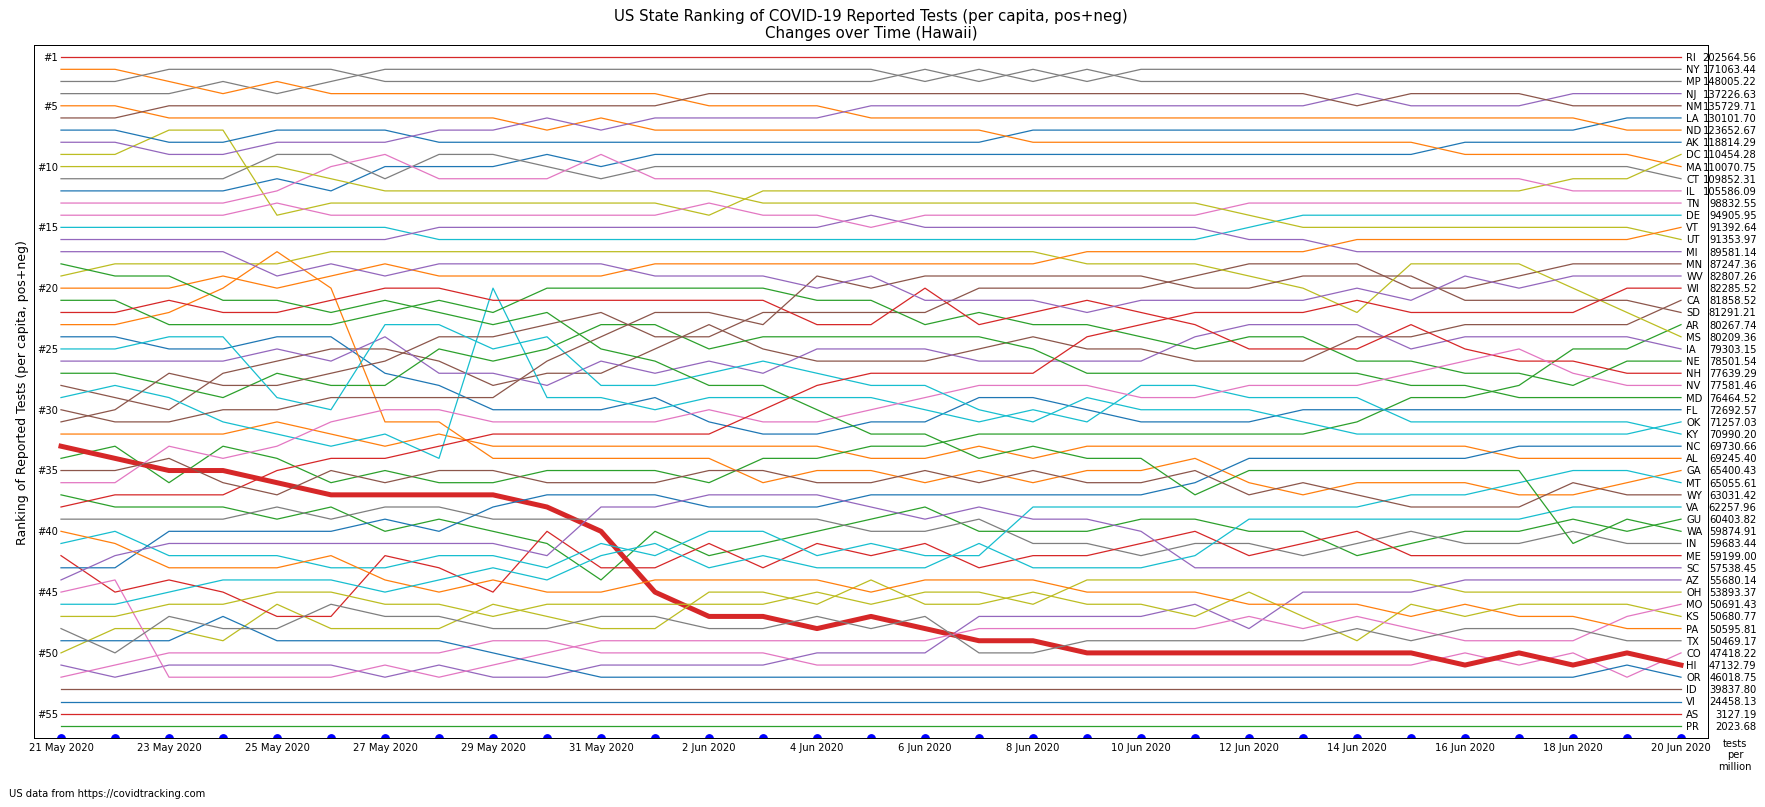 US State Ranking of COVID-19 Reported Tests (per capita, pos+neg)
Changes over Time (Hawaii)
Ranking of Reported Tests (per capita, pos+neg)
#1
#5
#10
#15
#20
#25
#30
#35
#40
#45
#50
#55
RI 202564.56
NY 171063.44
MP 148005.22
NJ 137226.63
NM 135729.71
LA 130101.70
ND 123652.67
AK 118814.29
DC 110454.28
MA 110070.75
CT 109852.31
IL 105586.09
TN 98832.55
DE 94905.95
VT 91392.64
UT 91353.97
MI 89581.14
MN 87247.36
WV 82807.26
WI 82285.52
CA 81858.52
SD 81291.21
AR 80267.74
MS 80209.36
IA 79303.15
NE 78501.54
NH 77639.29
NV 77581.46
MD 76464.52
FL 72692.57
OK 71257.03
KY 70990.20
NC 69730.66
AL 69245.40
GA 65400.43
MT 65055.61
WY 63031.42
VA 62257.96
GU 60403.82
WA 59874.91
IN 59683.44
ME 59199.00
SC 57538.45
AZ 55680.14
OH 53893.37
MO 50691.43
KS 50680.77
PA 50595.81
TX 50469.17
CO 47418.22
HI 47132.79
OR 46018.75
ID 39837.80
VI 24458.13
AS 3127.19
PR 2023.68
21 May 2020
23 May 2020
25 May 2020
27 May 2020
29 May 2020
31 May 2020
2 Jun 2020
4 Jun 2020
6 Jun 2020
8 Jun 2020
10 Jun 2020
12 Jun 2020
14 Jun 2020
16 Jun 2020
18 Jun 2020
20 Jun 2020
tests
per
million
US data from https://covidtracking.com